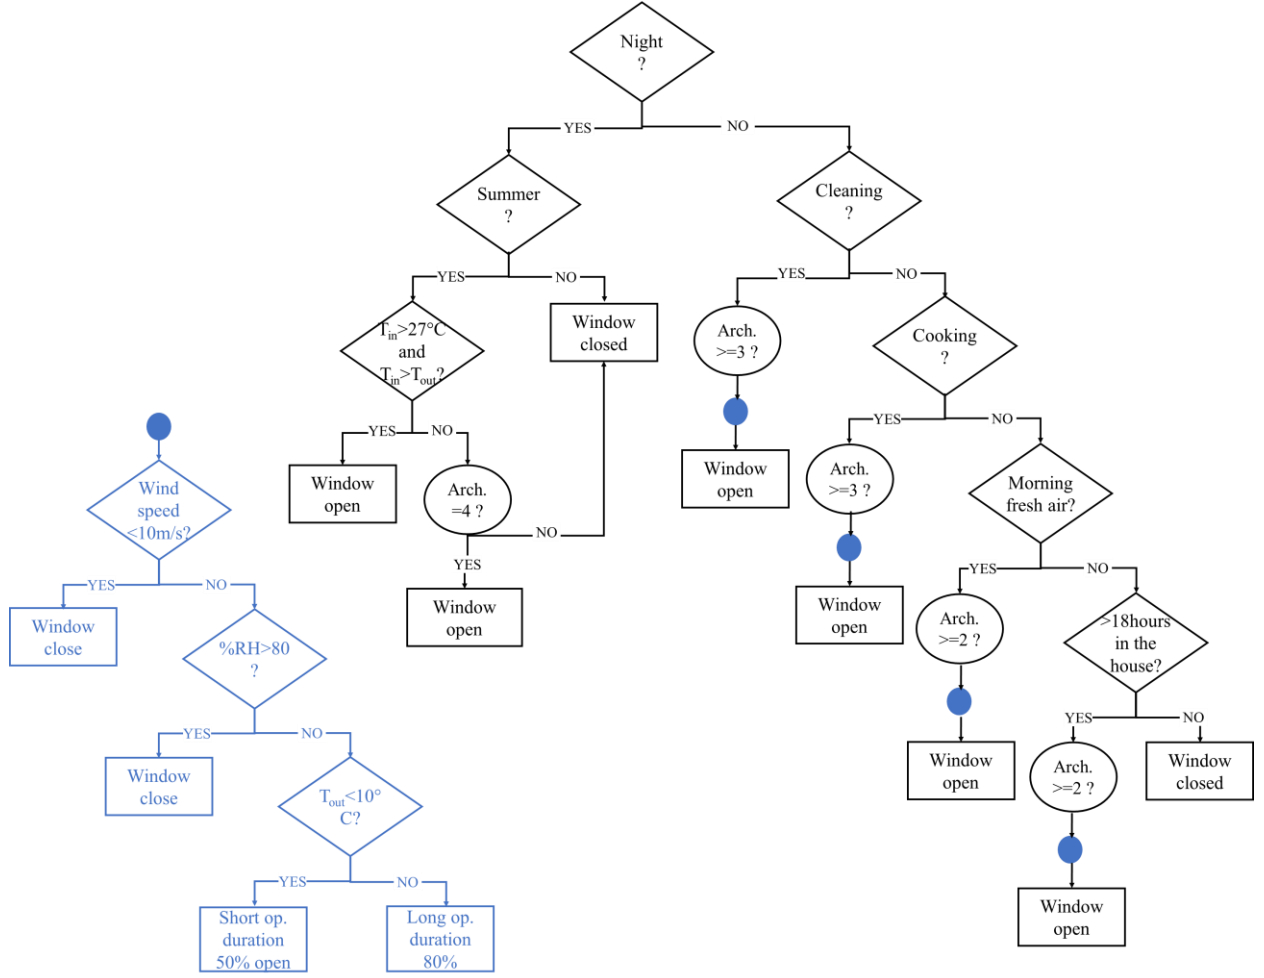 Night
?
YES
NO
Summer
?
Cleaning
?
YES
NO
YES
NO
Tin>27°C
and
Tin>Tout?
Window
closed
Arch.
>=3 ?
Cooking
?
YES
NO
YES
NO
Window
open
Arch.
=4 ?
Window
open
Arch.
>=3 ?
Morning
fresh air?
Wind
speed
<10m/s?
NO
YES
YES
NO
YES
NO
Window
open
Window
open
Arch.
>=2 ?
>18hours
in the
house?
Window
close
%RH>80
?
YES
NO
YES
NO
Window
open
Arch.
>=2 ?
Window
closed
Window
close
Tout<10°
C?
YES
NO
Window
open
Short op.
duration
50% open
Long op.
duration
80%